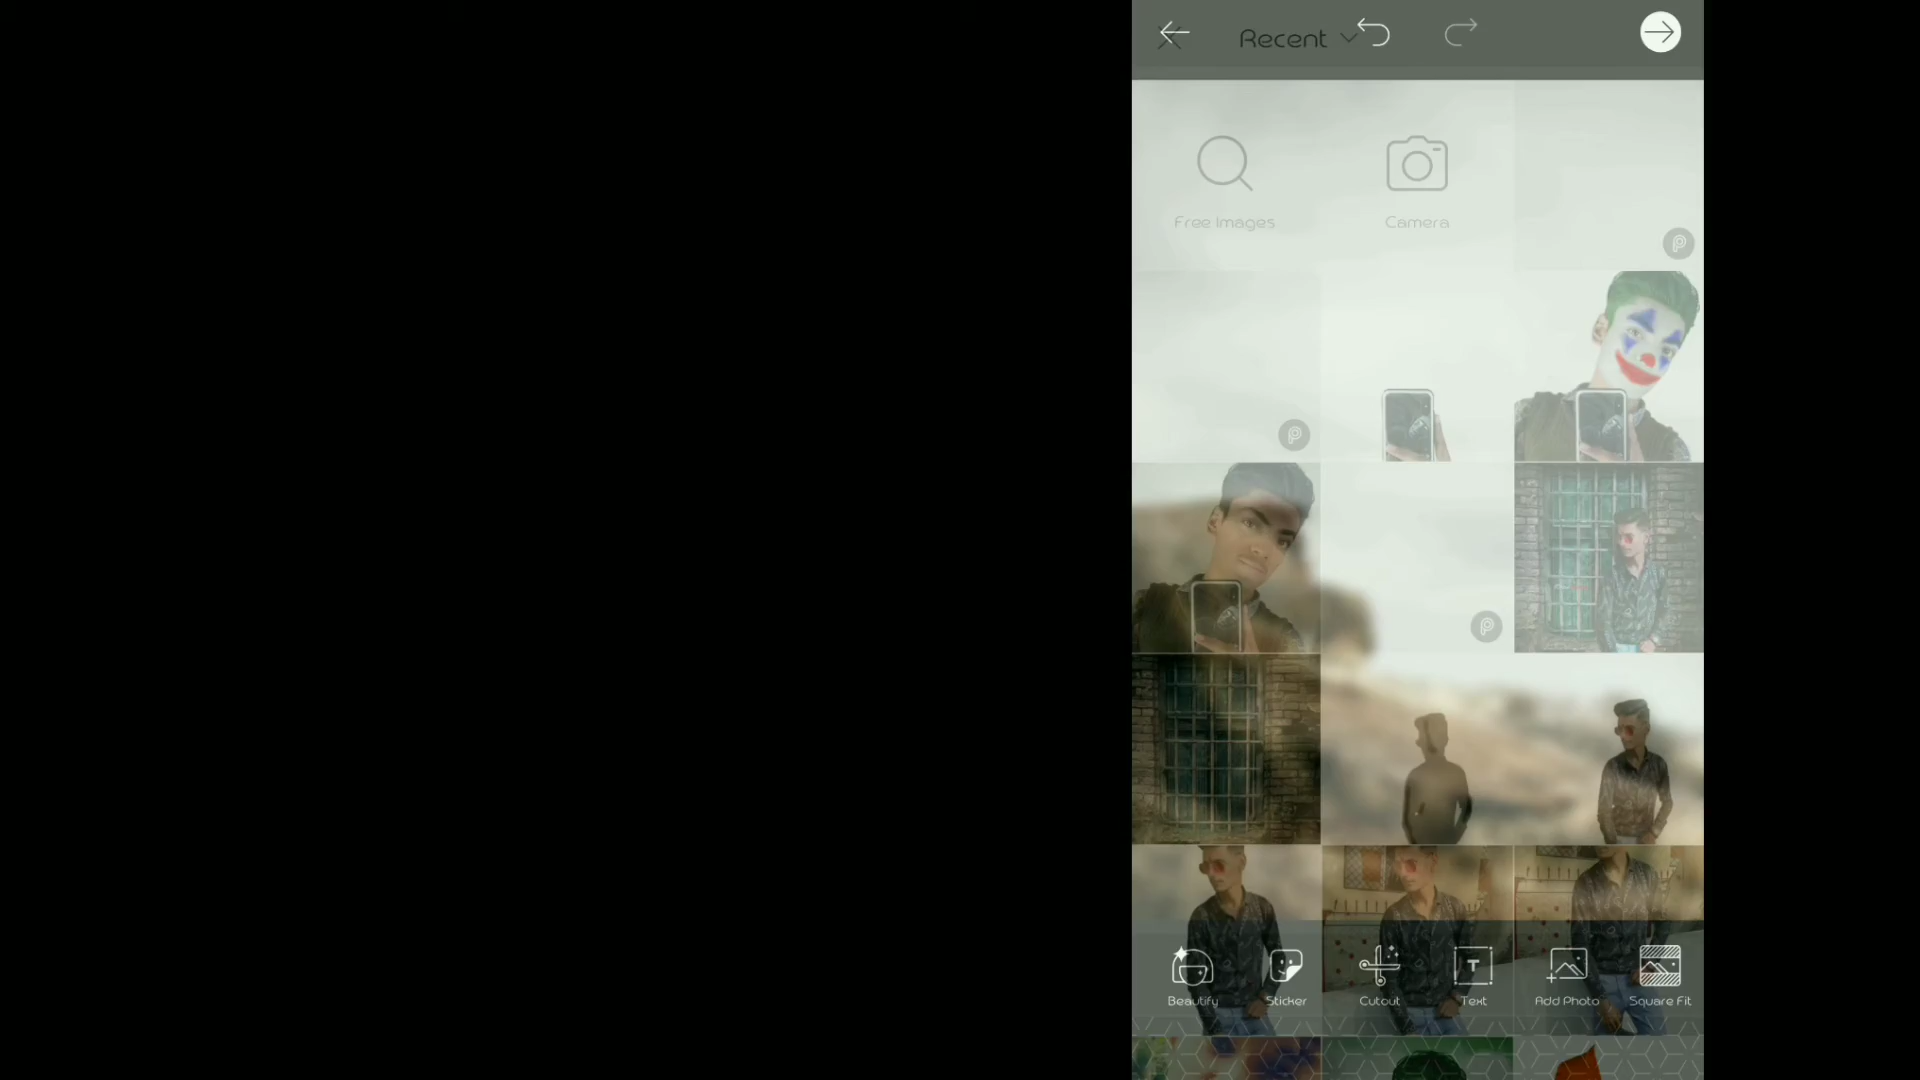 Recent
Free Images
Camera
Beautify
Sticker
Cutout
Text
Add Photo
Square Fit